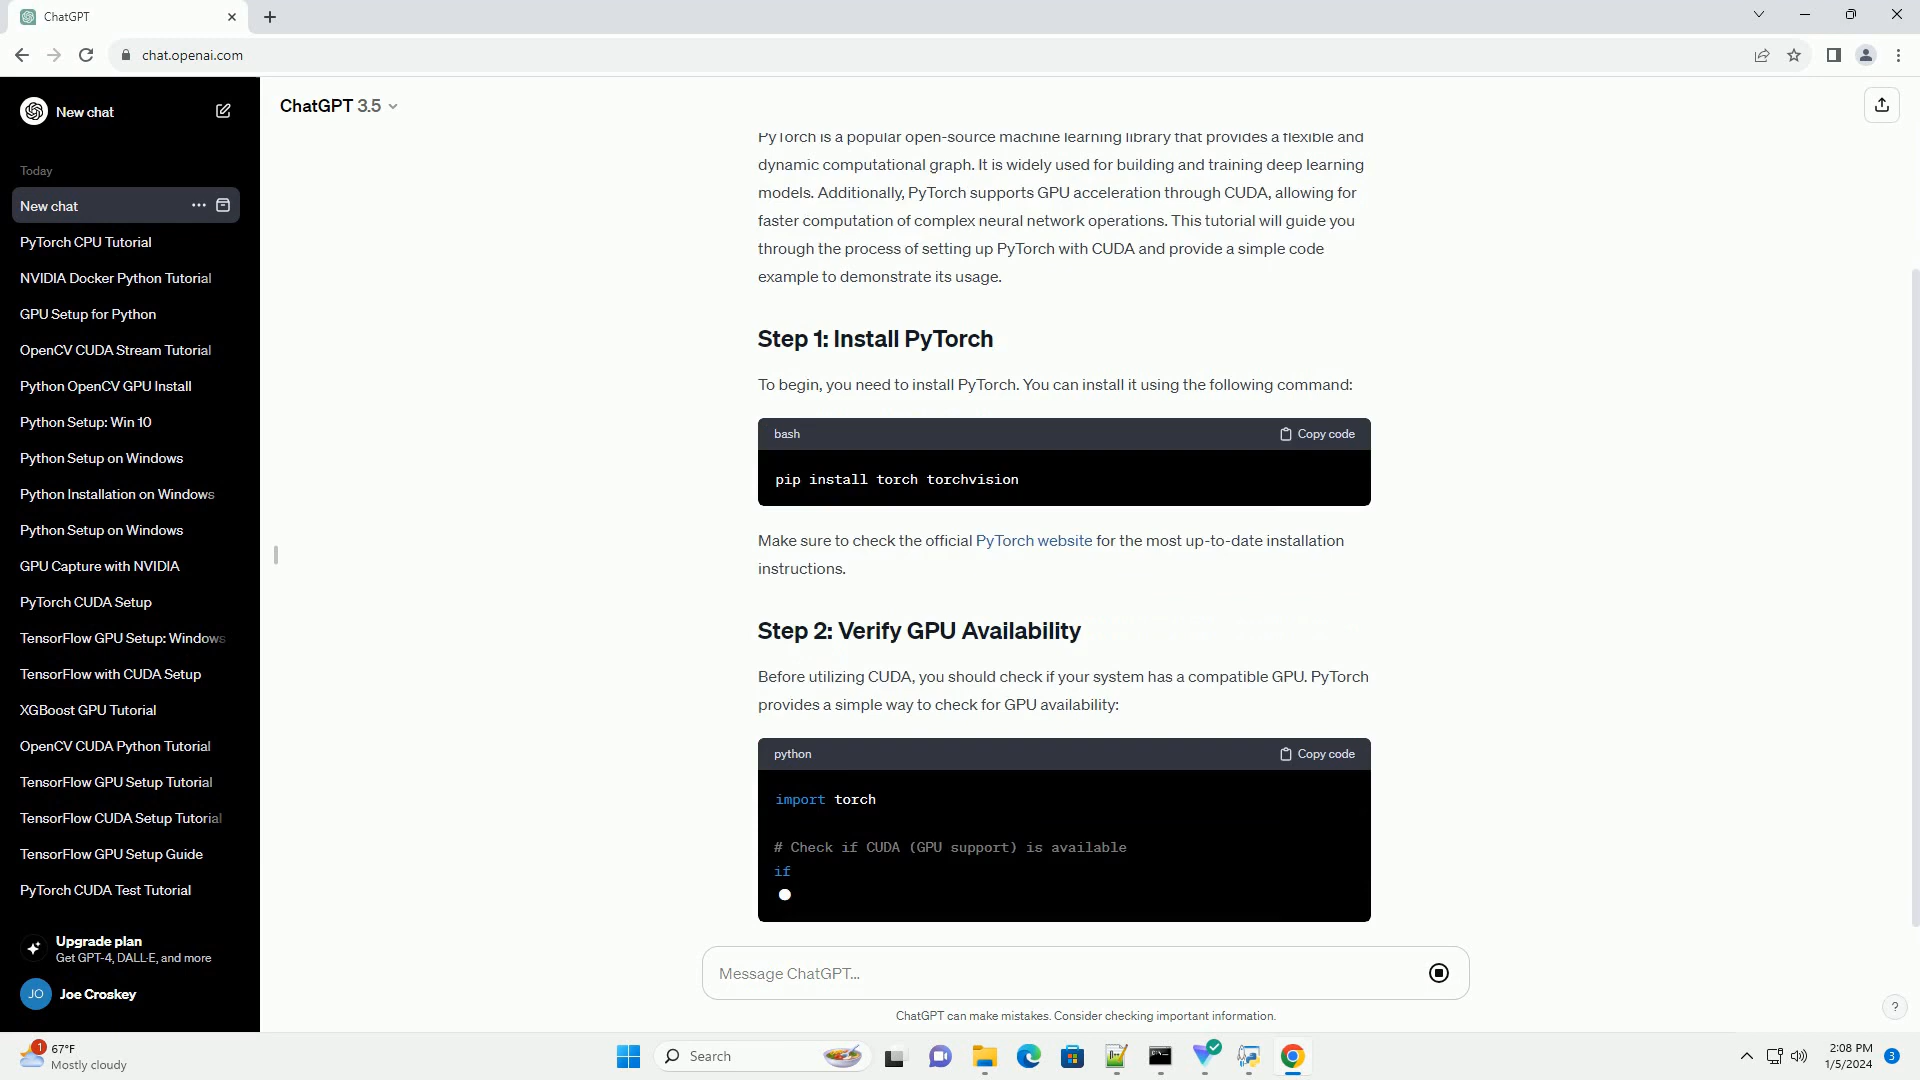 ChatGPT
chat.openai.com
New chat
Today
New chat
PyTorch CPU Tutorial
NVIDIA Docker Python Tutorial
GPU Setup for Python
OpenCV CUDA Stream Tutorial
Python OpenCV GPU Install
Python Setup: Win 10
Python Setup on Windows
Python Installation on Windows
Python Setup on Windows
GPU Capture with NVIDIA
PyTorch CUDA Setup
TensorFlow GPU Setup: Windows
TensorFlow with CUDA Setup
XGBoost GPU Tutorial
OpenCV CUDA Python Tutorial
TensorFlow GPU Setup Tutorial
TensorFlow CUDA Setup Tutorial
TensorFlow GPU Setup Guide
PyTorch CUDA Test Tutorial
Upgrade plan
Get GPT-4, DALL·E, and more
JO
Joe Croskey
ChatGPT 3.5
PyTorch is a popular open-source machine learning library that provides a flexible and
dynamic computational graph. It is widely used for building and training deep learning
models. Additionally, PyTorch supports GPU acceleration through CUDA, allowing for
faster computation of complex neural network operations. This tutorial will guide you
through the process of setting up PyTorch with CUDA and provide a simple code
example to demonstrate its usage.
Step 1: Install PyTorch
To begin, you need to install PyTorch. You can install it using the following command:
bash
Copy code
pip install torch torchvision
Make sure to check the official PyTorch website for the most up-to-date installation
instructions.
Step 2: Verify GPU Availability
Before utilizing CUDA, you should check if your system has a compatible GPU. PyTorch
provides a simple way to check for GPU availability:
python
Copy code
import torch
# Check if CUDA (GPU support) is available
if
Message ChatGPT...
ChatGPT can make mistakes. Consider checking important information.
?
1
67°F
Mostly cloudy
Search
2:08 PM
1/5/2024
3